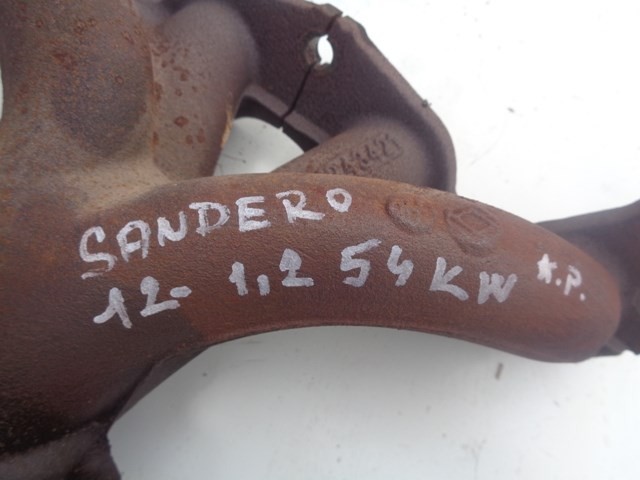 SANDERO
12- 1,2 54KW *.P.